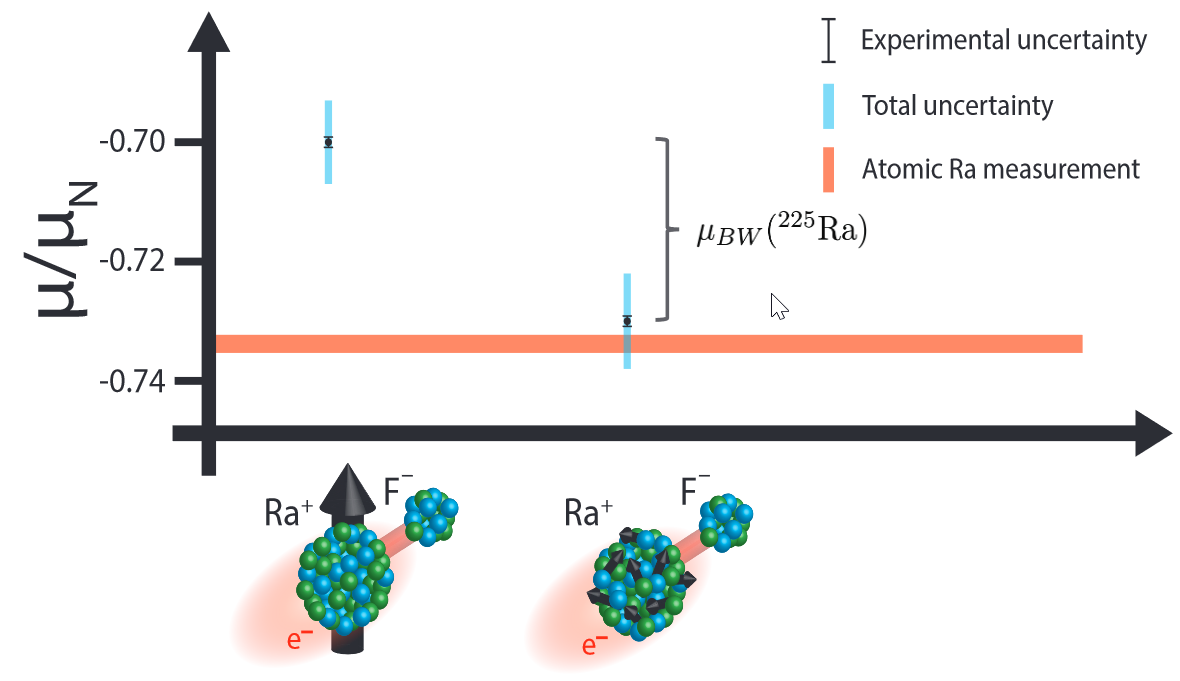 Experimental uncertainty
Total uncertainty
Atomic Ra measurement
-0.70
-0.72
-0.74
μ/μN
μBW(²²⁵Ra)
Ra⁺
F⁻
e⁻
Ra⁺
F⁻
e⁻